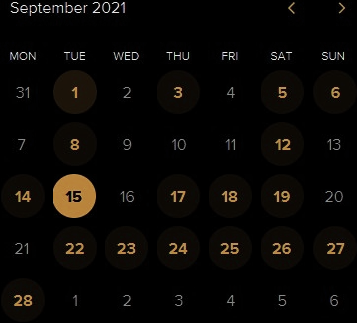 September 2021
MON TUE WED THU FRI SAT SUN
31 1 2 3 4 5 6
7 8 9 10 11 12 13
14 15 16 17 18 19 20
21 22 23 24 25 26 27
28 1 2 3 4 5 6